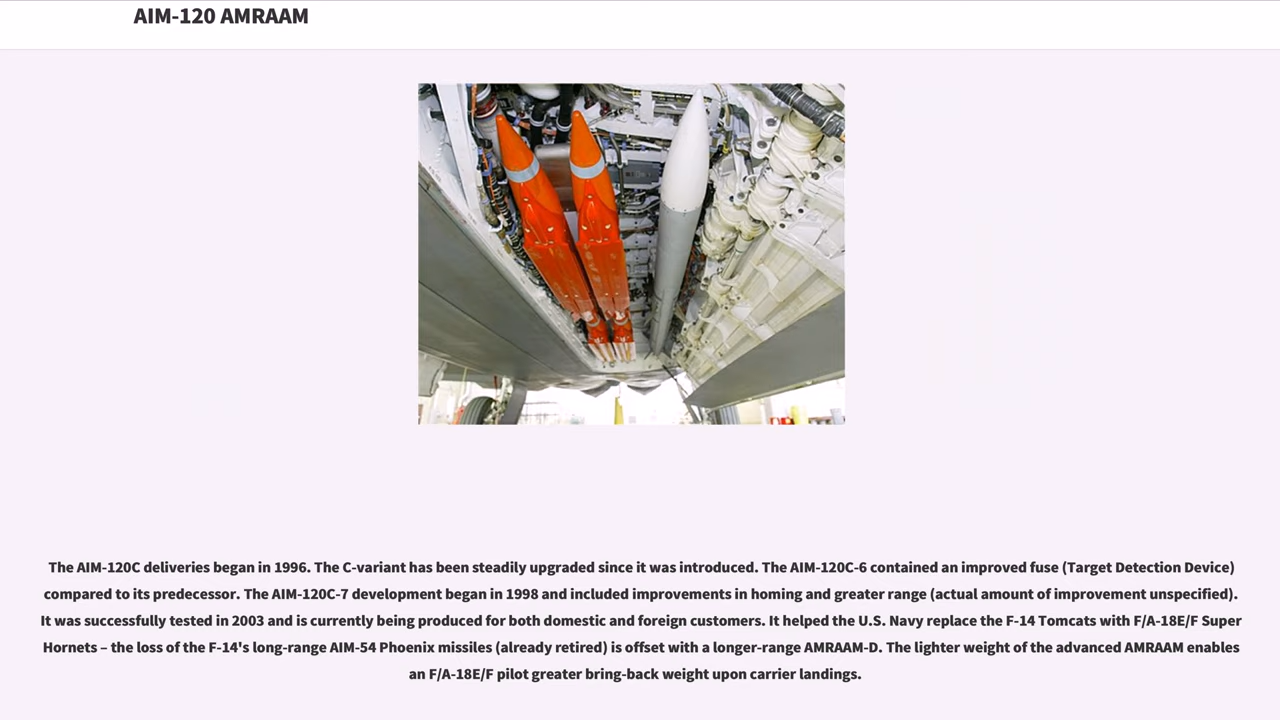 AIM-120 AMRAAM
The AIM-120C deliveries began in 1996. The C-variant has been steadily upgraded since it was introduced. The AIM-120C-6 contained an improved fuse (Target Detection Device)
compared to its predecessor. The AIM-120C-7 development began in 1998 and included improvements in homing and greater range (actual amount of improvement unspecified).
It was successfully tested in 2003 and is currently being produced for both domestic and foreign customers. It helped the U.S. Navy replace the F-14 Tomcats with F/A-18E/F Super
Hornets – the loss of the F-14's long-range AIM-54 Phoenix missiles (already retired) is offset with a longer-range AMRAAM-D. The lighter weight of the advanced AMRAAM enables
an F/A-18E/F pilot greater bring-back weight upon carrier landings.